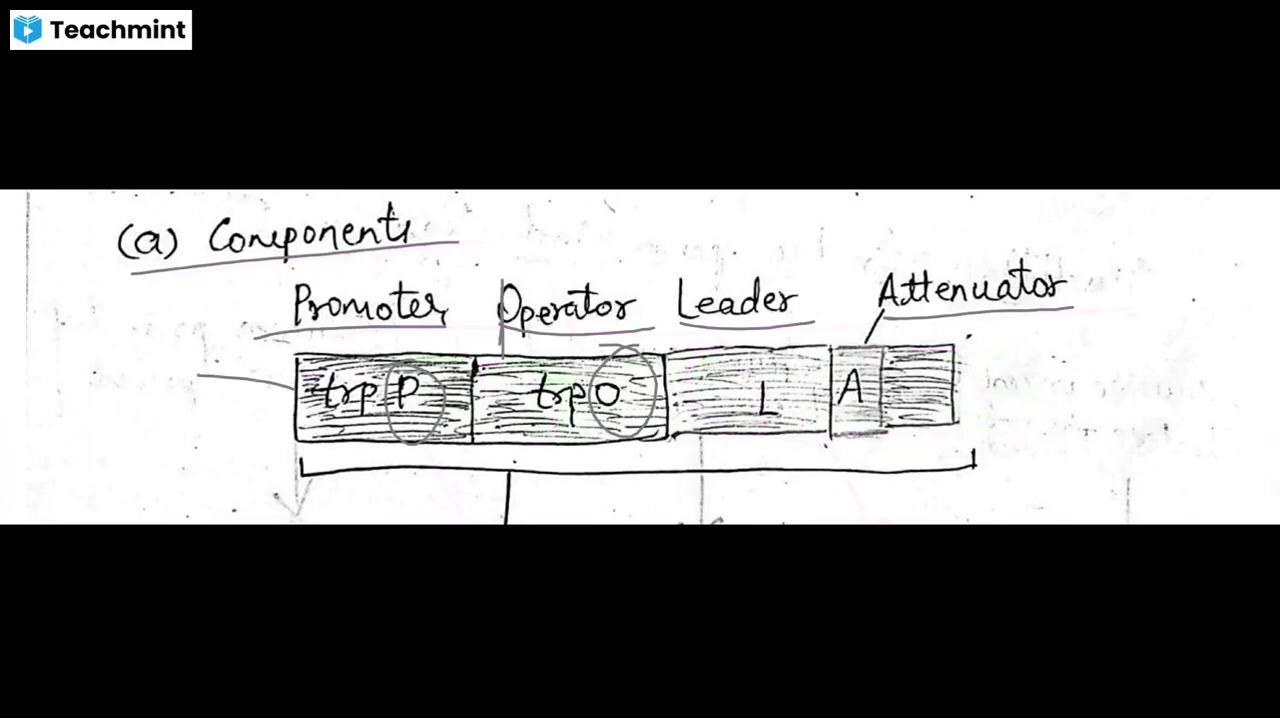 Teachmint
(a) Components
Promoter Operator Leader Attenuator
trp P trp O L A